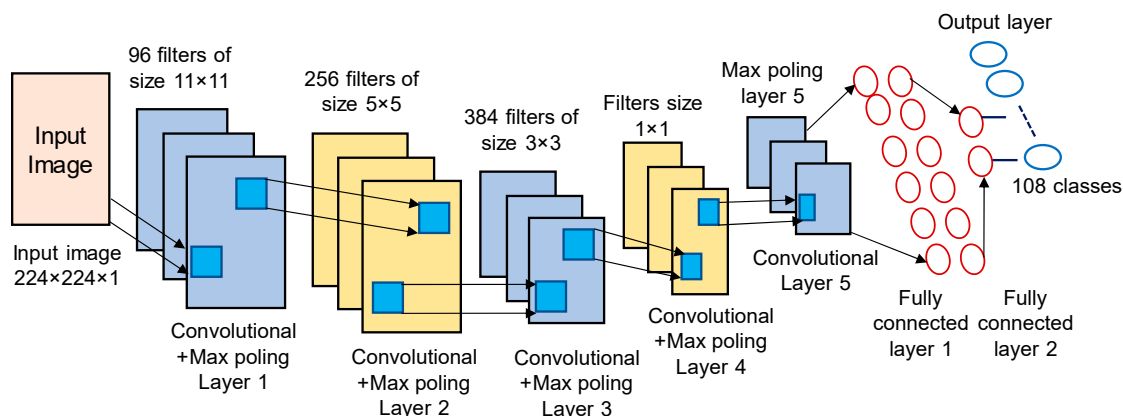 Input
Image
Input image
224×224×1
96 filters of
size 11×11
Convolutional
+Max poling
Layer 1
256 filters of
size 5×5
Convolutional
+Max poling
Layer 2
384 filters of
size 3×3
Convolutional
+Max poling
Layer 3
Filters size
1×1
Convolutional
+Max poling
Layer 4
Max poling
layer 5
Convolutional
Layer 5
Fully
connected
layer 1
Fully
connected
layer 2
Output layer
108 classes